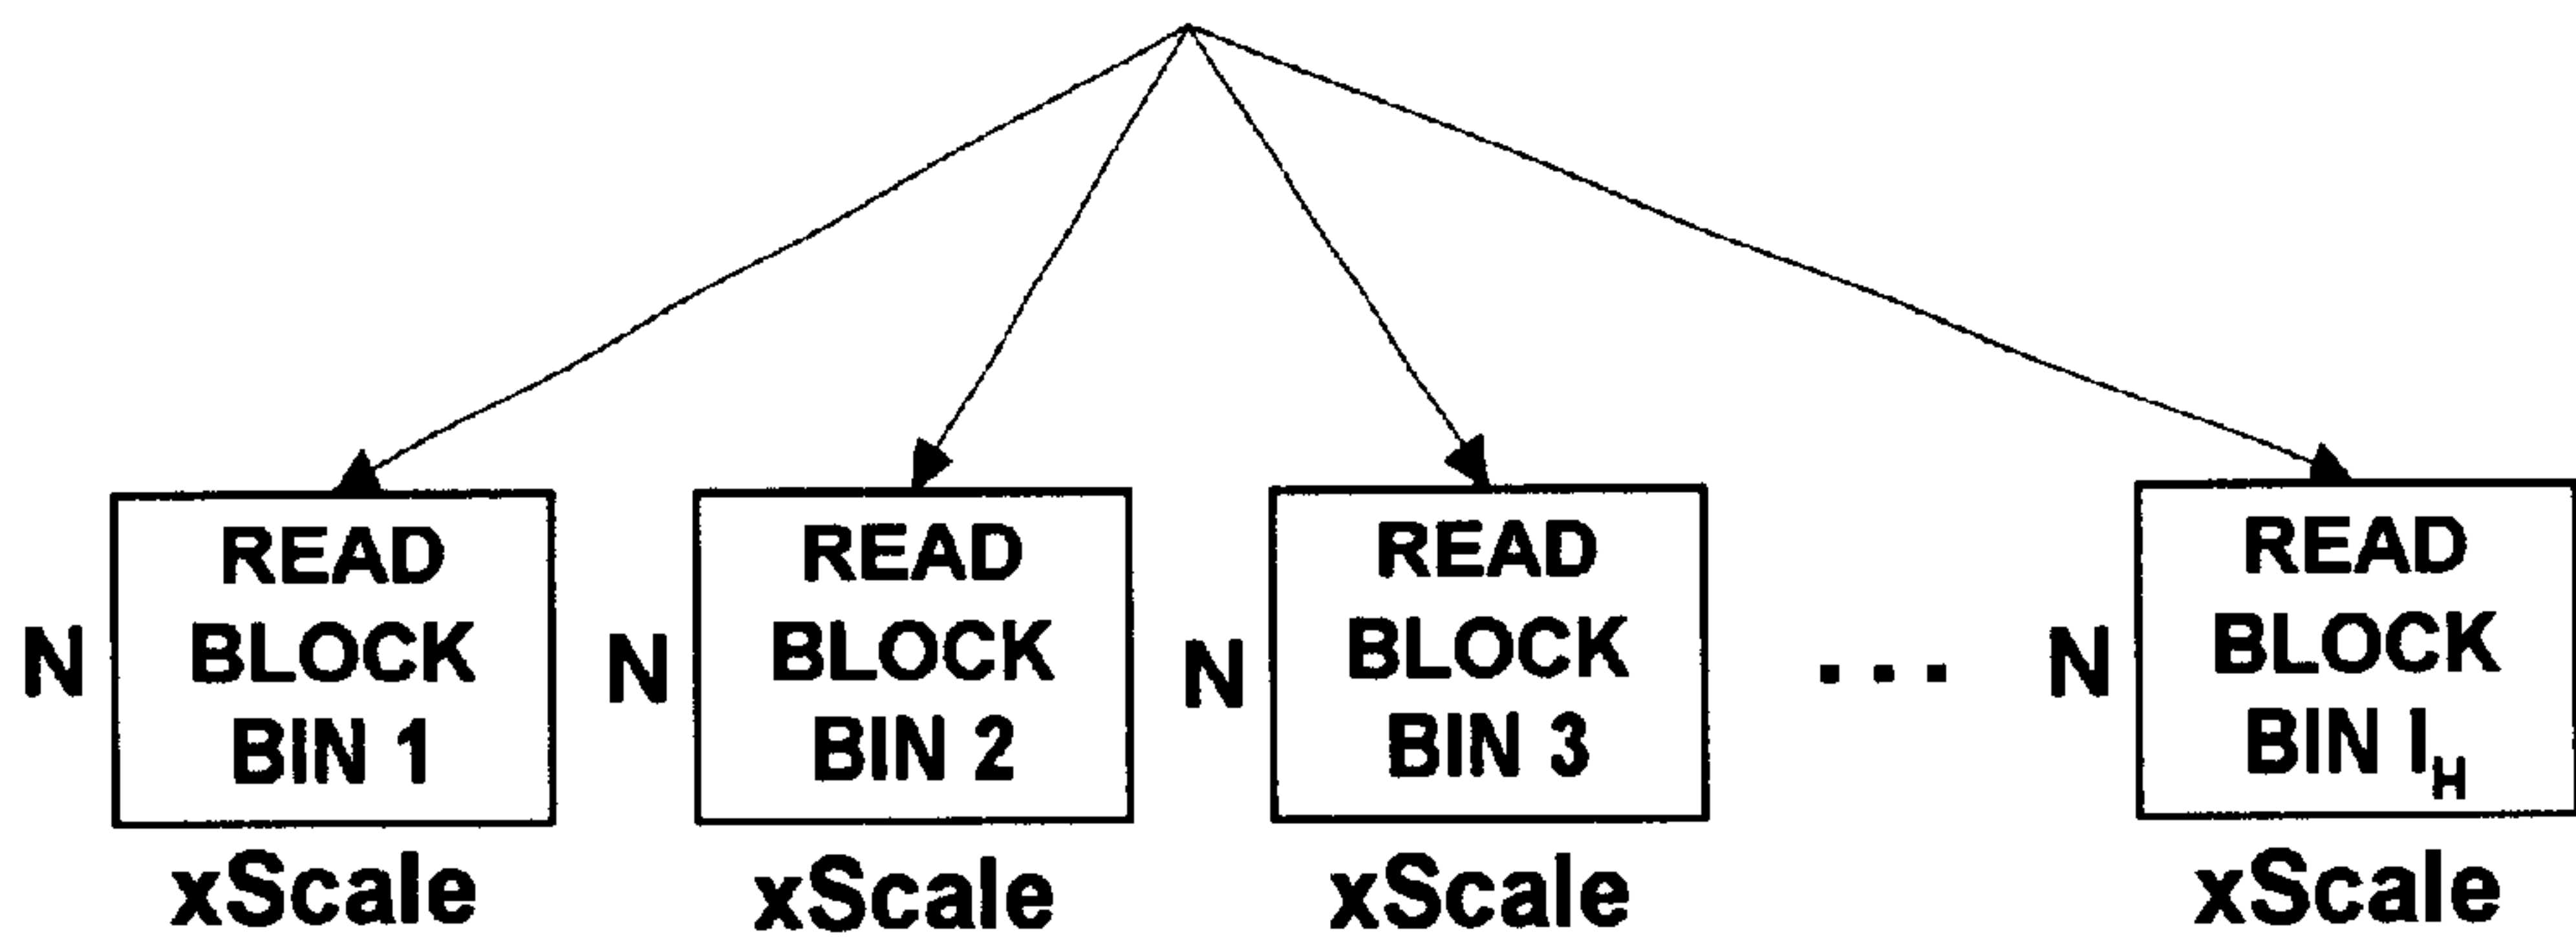 READ
BLOCK
BIN 1
N
xScale
READ
BLOCK
BIN 2
N
xScale
READ
BLOCK
BIN 3
N
xScale
...
READ
BLOCK
BIN I_H
N
xScale